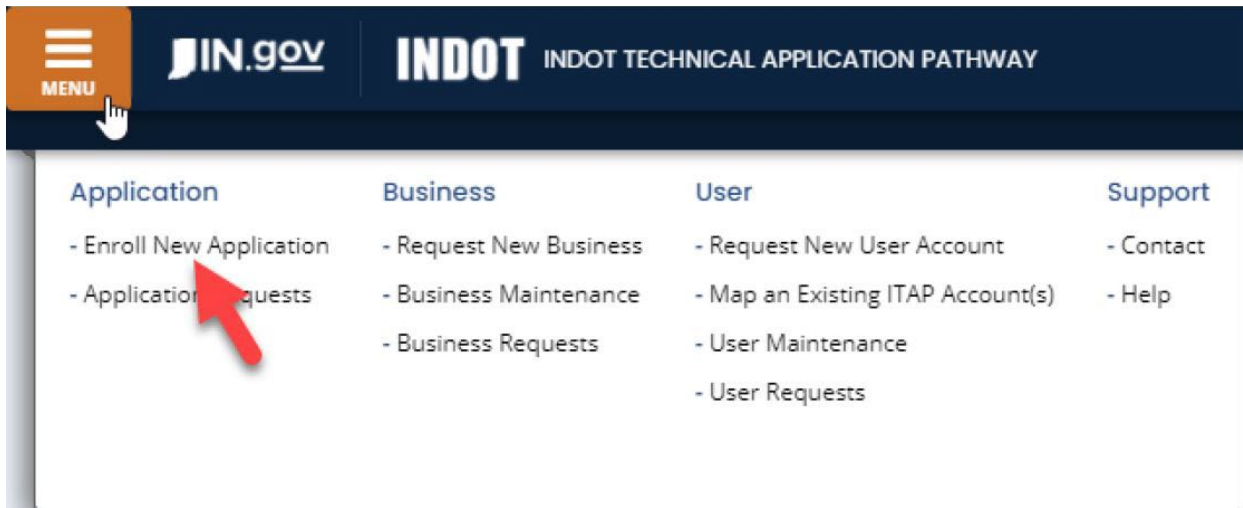 MENU
IN.gov
INDOT INDOT TECHNICAL APPLICATION PATHWAY
Application
- Enroll New Application
- Application quests
Business
- Request New Business
- Business Maintenance
- Business Requests
User
- Request New User Account
- Map an Existing ITAP Account(s)
- User Maintenance
- User Requests
Support
- Contact
- Help